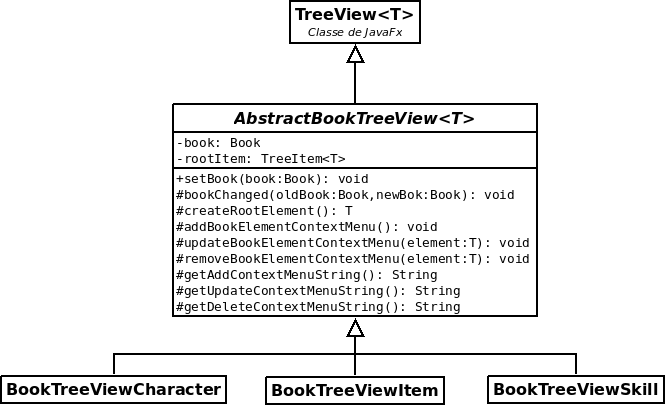 TreeView<T>
Classe de JavaFx
AbstractBookTreeView<T>
-book: Book
-rootItem: TreeItem<T>
+setBook(book:Book): void
#bookChanged(oldBook:Book,newBok:Book): void
#createRootElement(): T
#addBookElementContextMenu(): void
#updateBookElementContextMenu(element:T): void
#removeBookElementContextMenu(element:T): void
#getAddContextMenuString(): String
#getUpdateContextMenuString(): String
#getDeleteContextMenuString(): String
BookTreeViewCharacter
BookTreeViewItem
BookTreeViewSkill